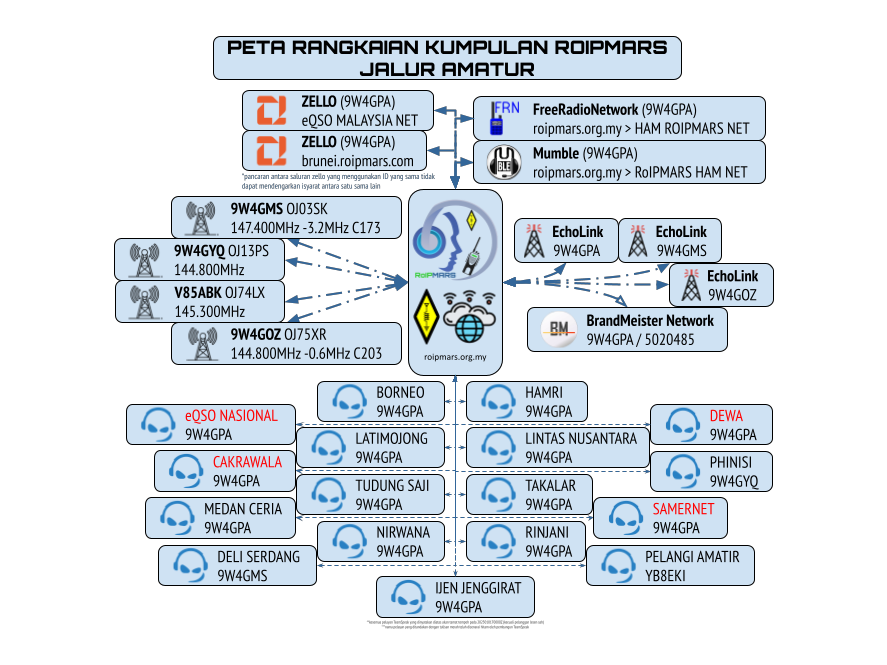 PETA RANGKAIAN KUMPULAN ROIPMARS
JALUR AMATUR
ZELLO (9W4GPA)
eQSO MALAYSIA NET
ZELLO (9W4GPA)
brunei.roipmars.com
*pancaran antara saluran zello yang menggunakan ID yang sama tidak
dapat mendengarkan isyarat antara satu sama lain
FRN
FreeRadioNetwork (9W4GPA)
roipmars.org.my > HAM ROIPMARS NET
Mumble (9W4GPA)
roipmars.org.my > RoIPMARS HAM NET
9W4GMS OJ03SK
147.400MHz -3.2MHz C173
9W4GYQ OJ13PS
144.800MHz
V85ABK OJ74LX
145.300MHz
9W4GOZ OJ75XR
144.800MHz -0.6MHz C203
RoIPMARS
roipmars.org.my
EchoLink
9W4GPA
EchoLink
9W4GMS
EchoLink
9W4GOZ
BM
BrandMeister Network
9W4GPA / 5020485
BORNEO
9W4GPA
HAMRI
9W4GPA
eQSO NASIONAL
9W4GPA
DEWA
9W4GPA
LATIMOJONG
9W4GPA
LINTAS NUSANTARA
9W4GPA
CAKRAWALA
9W4GPA
PHINISI
9W4GYQ
TUDUNG SAJI
9W4GPA
TAKALAR
9W4GPA
MEDAN CERIA
9W4GPA
SAMERNET
9W4GPA
NIRWANA
9W4GPA
RINJANI
9W4GPA
DELI SERDANG
9W4GMS
PELANGI AMATIR
YB8EKI
IJEN JENGGIRAT
9W4GPA